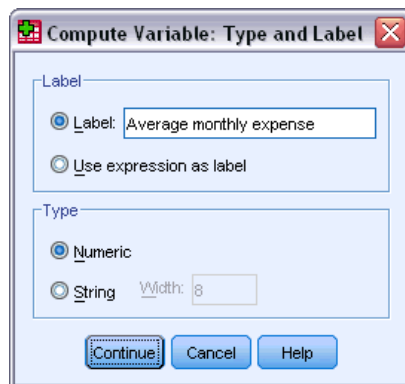 Compute Variable: Type and Label
Label
Label: Average monthly expense
Use expression as label
Type
Numeric
String Width: 8
Continue Cancel Help